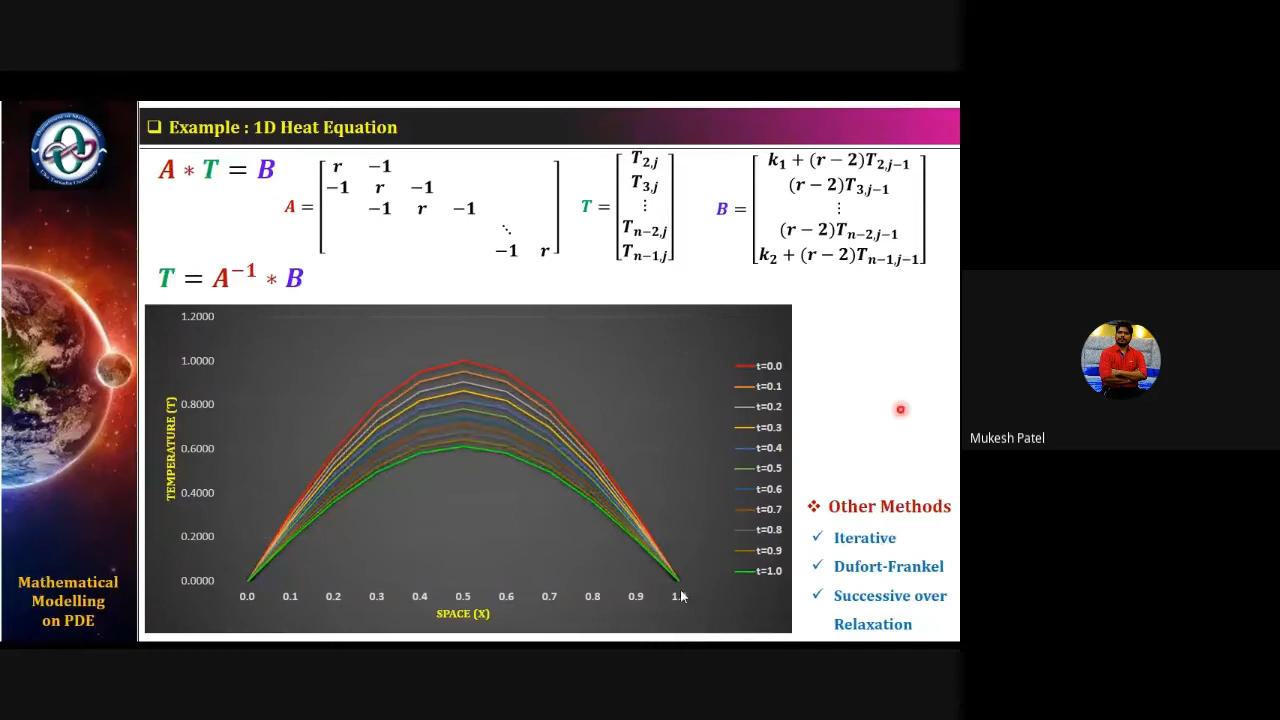 ❑ Example : 1D Heat Equation
A * T = B
A = [ r −1
−1 r −1
−1 r −1
⋱
−1 r ]
T = [ T2,j
T3,j
⋮
Tn−2,j
Tn−1,j ]
B = [ k1 + (r − 2)T2,j−1
(r − 2)T3,j−1
⋮
(r − 2)Tn−2,j−1
k2 + (r − 2)Tn−1,j−1 ]
T = A⁻¹ * B
1.2000
1.0000
0.8000
0.6000
0.4000
0.2000
0.0000
TEMPERATURE (T)
0.0 0.1 0.2 0.3 0.4 0.5 0.6 0.7 0.8 0.9
SPACE (X)
t=0.0
t=0.1
t=0.2
t=0.3
t=0.4
t=0.5
t=0.6
t=0.7
t=0.8
t=0.9
t=1.0
❖ Other Methods
✓ Iterative
✓ Dufort-Frankel
✓ Successive over
Relaxation
Mathematical
Modelling
on PDE
Mukesh Patel